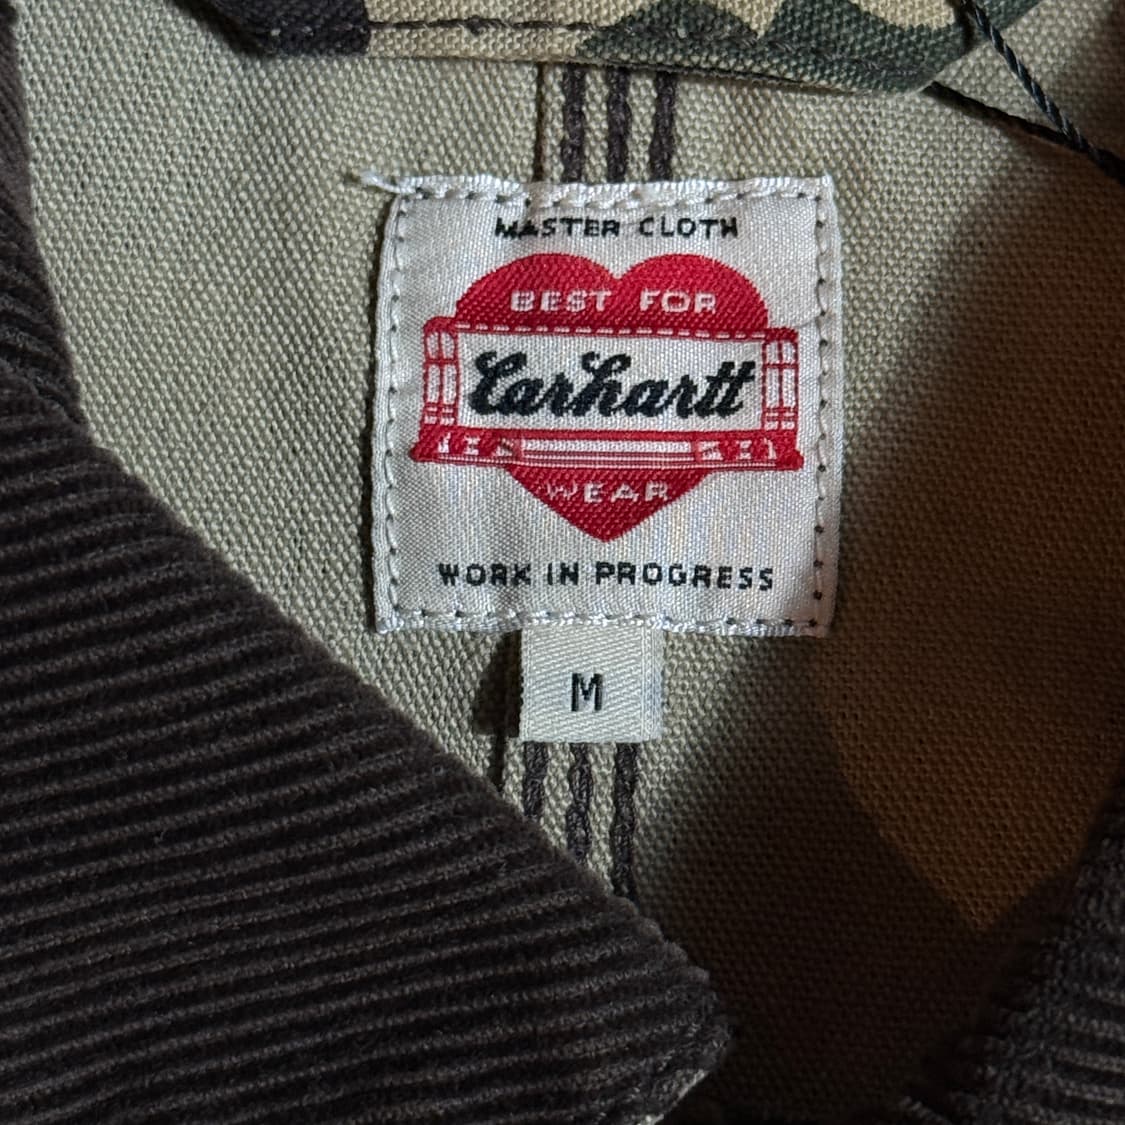 MASTER CLOTH
BEST FOR
Carhartt
WEAR
WORK IN PROGRESS
M